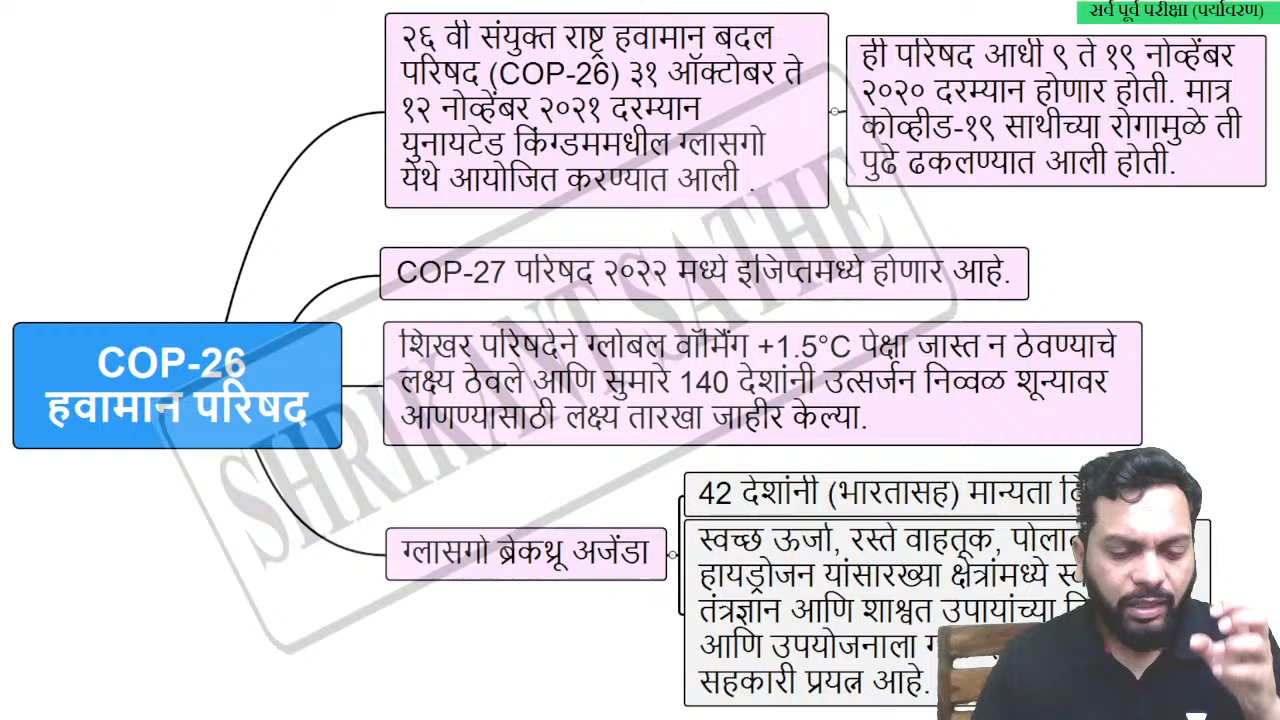 सर्व पूर्व परीक्षा (पर्यावरण)
२६ वी संयुक्त राष्ट्र हवामान बदल
परिषद (COP-26) ३१ ऑक्टोबर ते
१२ नोव्हेंबर २०२१ दरम्यान
युनायटेड किंग्डममधील ग्लासगो
येथे आयोजित करण्यात आली .
ही परिषद आधी ९ ते १९ नोव्हेंबर
२०२० दरम्यान होणार होती. मात्र
कोव्हीड-१९ साथीच्या रोगामुळे ती
पुढे ढकलण्यात आली होती.
COP-27 परिषद २०२२ मध्ये इजिप्तमध्ये होणार आहे.
COP-26
हवामान परिषद
शिखर परिषदेने ग्लोबल वॉर्मिंग +1.5°C पेक्षा जास्त न ठेवण्याचे
लक्ष्य ठेवले आणि सुमारे 140 देशांनी उत्सर्जन निव्वळ शून्यावर
आणण्यासाठी लक्ष्य तारखा जाहीर केल्या.
ग्लासगो ब्रेकथ्रू अजेंडा
42 देशांनी (भारतासह) मान्यता
स्वच्छ ऊर्जा, रस्ते वाहतूक,
हायड्रोजन यांसारख्या क्षेत्रांमध्ये
तंत्रज्ञान आणि शाश्वत उपायांच्या
आणि उपयोजनाला
सहकारी प्रयत्न आहे.
SHRIKANT SATHE